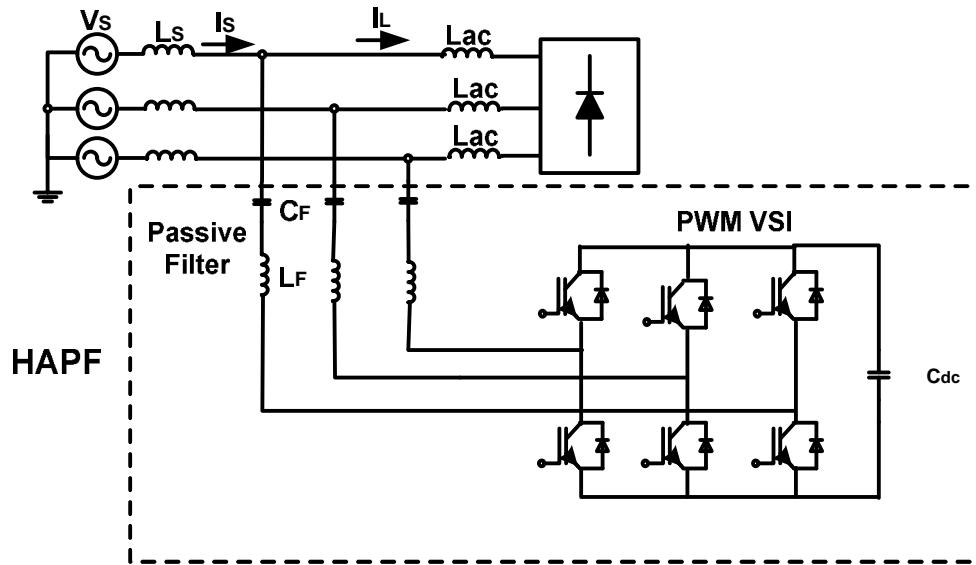 Vs
Ls
Is
IL
Lac
Lac
Lac
CF
Passive
Filter
LF
PWM VSI
HAPF
Cdc